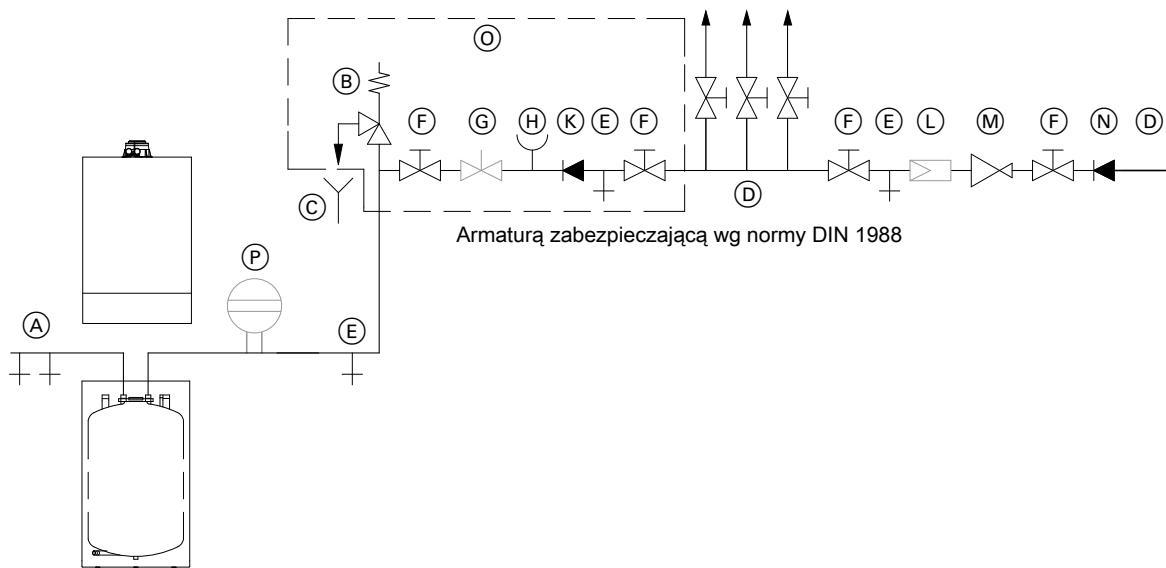 O
B
F G H K E F F E L M F N D
C
D
Armaturą zabezpieczającą wg normy DIN 1988
P
A
E